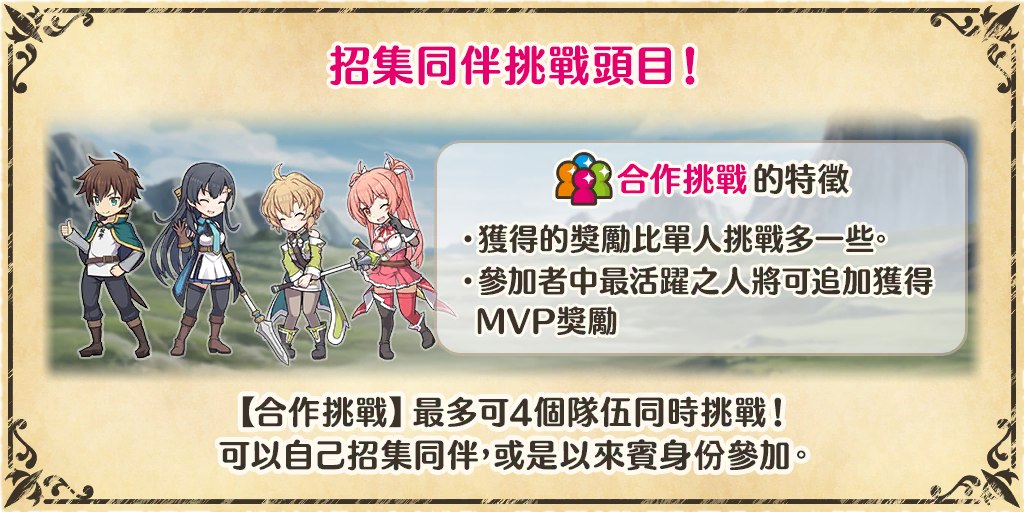 招集同伴挑戰頭目！
合作挑戰的特徵
・獲得的獎勵比單人挑戰多一些。
・參加者中最活躍之人將可追加獲得
MVP獎勵
【合作挑戰】最多可4個隊伍同時挑戰！
可以自己招集同伴，或是以來賓身份參加。